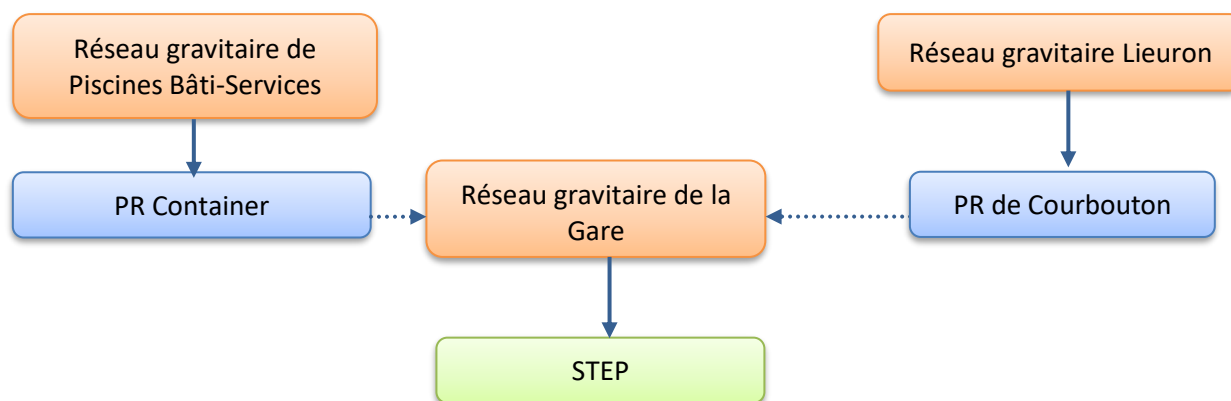 Réseau gravitaire de
Piscines Bâti-Services
Réseau gravitaire Lieuron
PR Container
Réseau gravitaire de la
Gare
PR de Courbouton
STEP